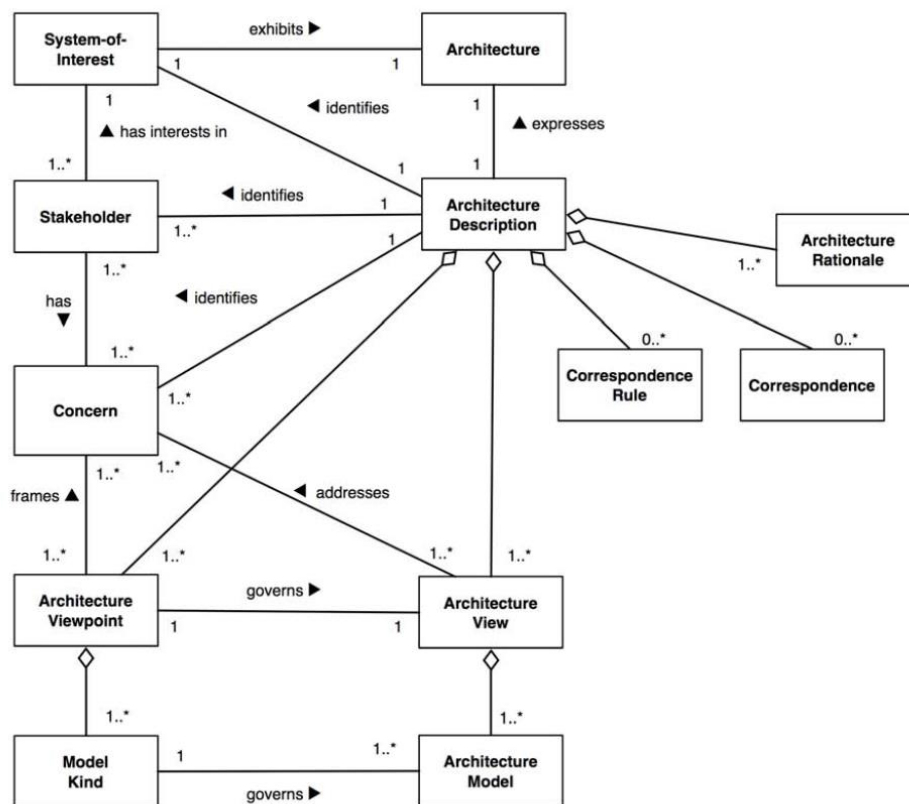 System-of-
Interest
exhibits ▶
Architecture
1
1
1
1
◄ identifies
▲ has interests in
▲ expresses
1..*
1
1
Stakeholder
◄ identifies
1
Architecture
Description
1..*
1
1..*
Architecture
Rationale
1..*
has
▼
◄ identifies
1..*
0..*
0..*
Correspondence
Rule
Correspondence
1..*
Concern
1..*
1..*
frames ▲
◄ addresses
1..*
1..*
1..*
1..*
Architecture
Viewpoint
governs ▶
1
1
Architecture
View
1..*
1..*
Model
Kind
1
1..*
governs ▶
Architecture
Model